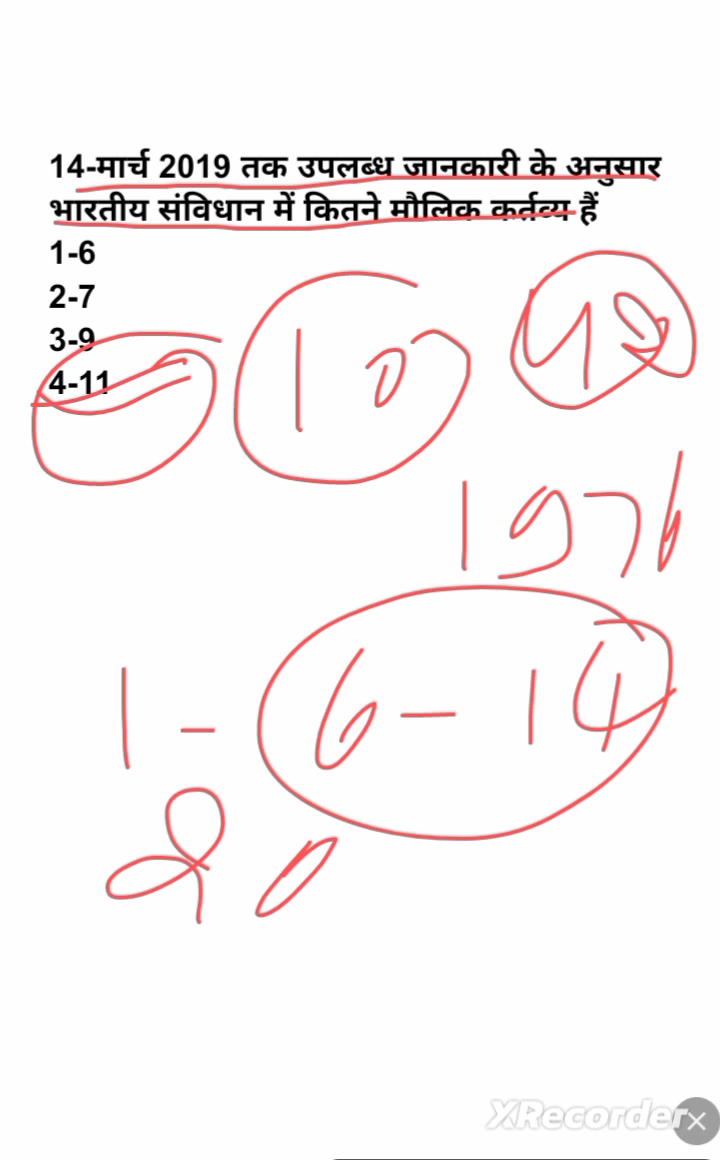 14-मार्च 2019 तक उपलब्ध जानकारी के अनुसार
भारतीय संविधान में कितने मौलिक कर्तव्य हैं
1-6
2-7
3-9
4-11
10
42
1976
1 - 6 - 14
XRecorder